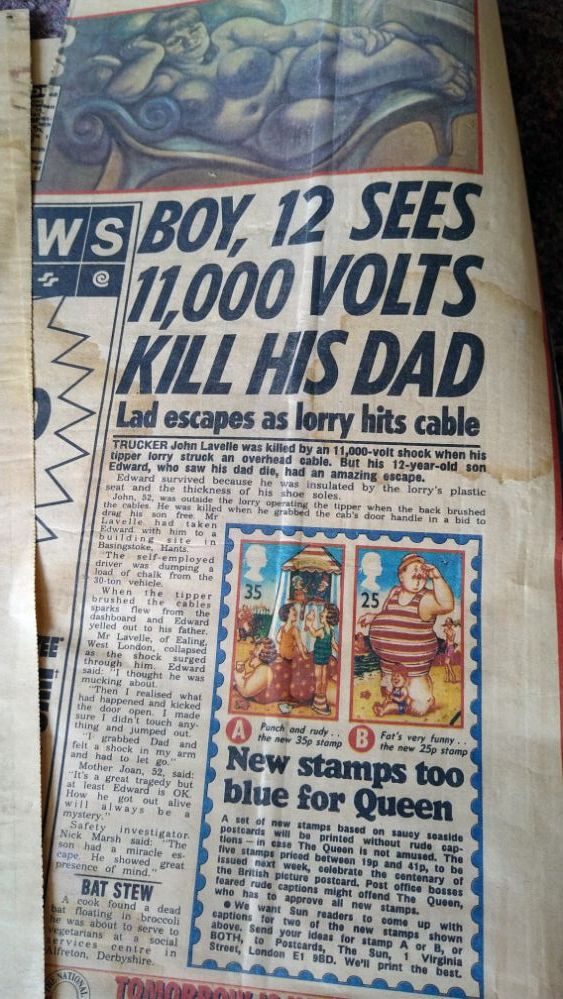 WS
BOY, 12 SEES
11,000 VOLTS
KILL HIS DAD
Lad escapes as lorry hits cable
TRUCKER John Lavelle was killed by an 11,000-volt shock when his
tipper lorry struck an overhead cable. But his 12-year-old son
Edward, who saw his dad die, had an amazing escape.
Edward survived because he was insulated by the lorry's plastic
seat and the thickness of his shoe soles.
John, 52, was outside the lorry operating the tipper when the back brushed
the cables. He was killed when he grabbed the cab's door handle in a bid to
drag his son free. Mr
Lavelle had taken
Edward with him to a
building site in
Basingstoke, Hants.
The self-employed
driver was dumping a
load of chalk from the
30-ton vehicle.
When the tipper
brushed the cables
sparks flew from the
dashboard and Edward
yelled out to his father.
Mr Lavelle, of Ealing,
West London, collapsed
as the shock surged
through him. Edward
said: "I thought he was
mucking about.
"Then I realised what
had happened and kicked
the door open. I made
sure I didn't touch any-
thing and jumped out.
"I grabbed Dad and
felt a shock in my arm
and had to let go."
Mother Joan, 52, said:
"It's a great tragedy but
at least Edward is OK.
How he got out alive
will always be a
mystery."
Safety investigator
Nick Marsh said: "The
son had a miracle es-
cape. He showed great
presence of mind."
BAT STEW
A cook found a dead
bat floating in broccoli
he was about to serve to
vegetarians at a social
services centre in
Alfreton, Derbyshire.
35
25
A Punch and rudy . .
the new 35p stamp
B Fat's very funny . .
the new 25p stamp
New stamps too
blue for Queen
A set of new stamps based on saucy seaside
postcards will be printed without rude cap-
tions – in case The Queen is not amused. The
five stamps priced between 19p and 41p, to be
issued next week, celebrate the centenary of
the British picture postcard. Post office bosses
feared rude captions might offend The Queen,
who has to approve all new stamps.
● We want Sun readers to come up with
captions for two of the new stamps shown
above. Send your ideas for stamp A or B, or
BOTH, to Postcards, The Sun, 1 Virginia
Street, London E1 9BD. We'll print the best.
THE NATIONAL
TOMORROW